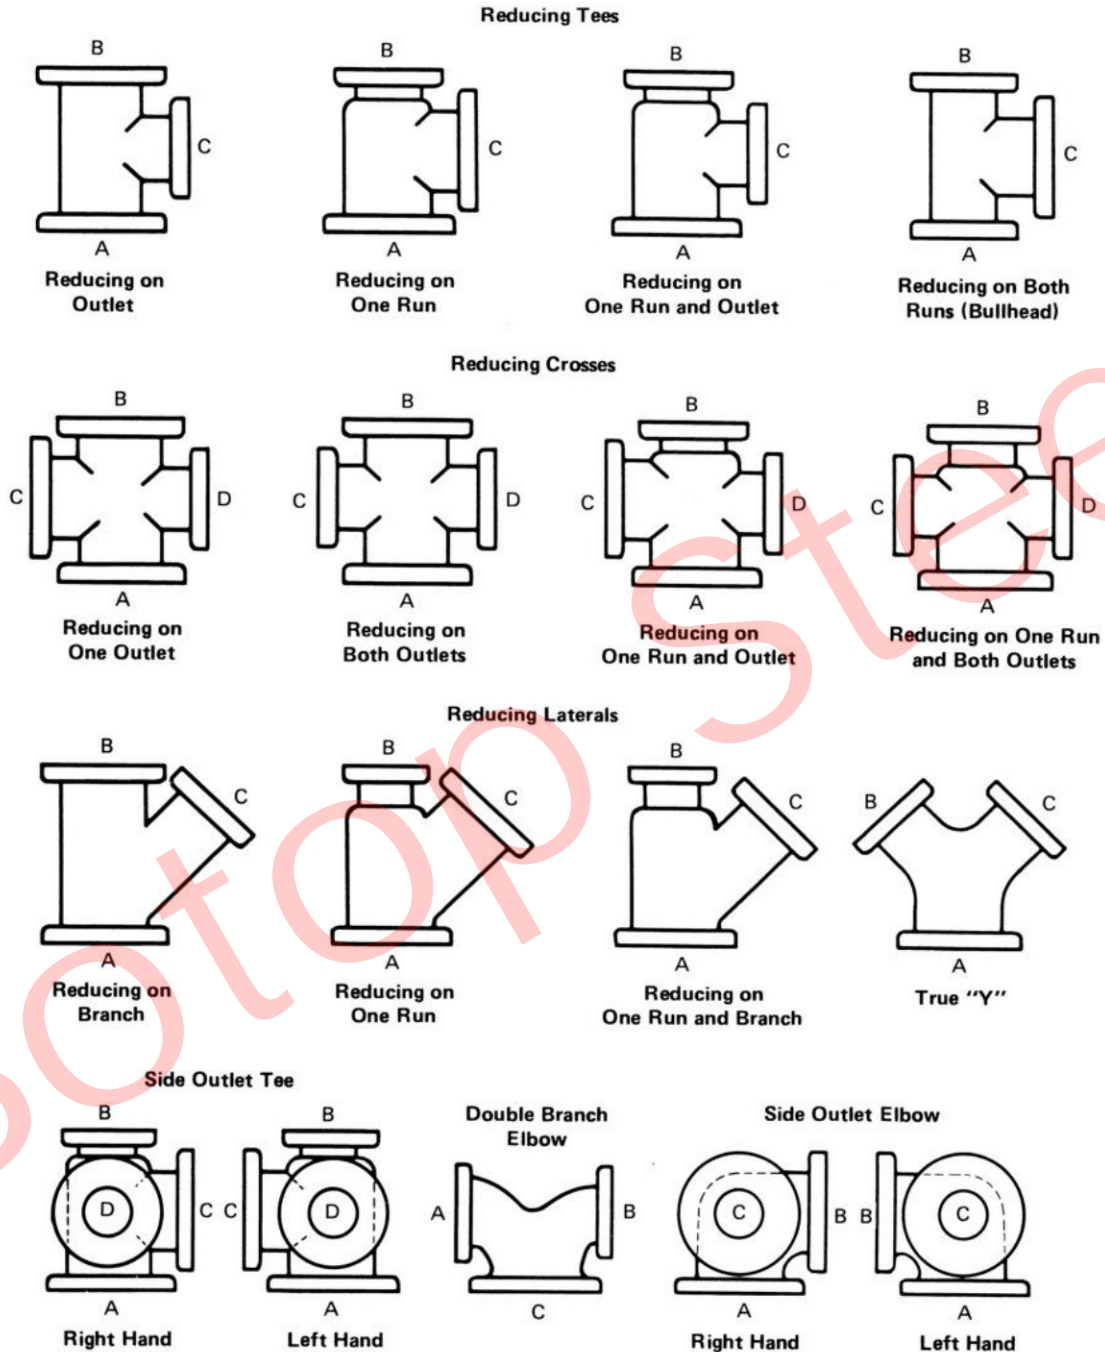 Reducing Tees
B B B B
C C C C
A A A A
Reducing on
Outlet
Reducing on
One Run
Reducing on
One Run and Outlet
Reducing on Both
Runs (Bullhead)
Reducing Crosses
B B B B
C D C D C D C D
A A A A
Reducing on
One Outlet
Reducing on
Both Outlets
Reducing on
One Run and Outlet
Reducing on One Run
and Both Outlets
Reducing Laterals
B B B B
C C C C
A A A A
Reducing on
Branch
Reducing on
One Run
Reducing on
One Run and Branch
True "Y"
Side Outlet Tee
B B
D C C D
A A
Right Hand Left Hand
Double Branch
Elbow
A B
C
Side Outlet Elbow
C B B C
A A
Right Hand Left Hand